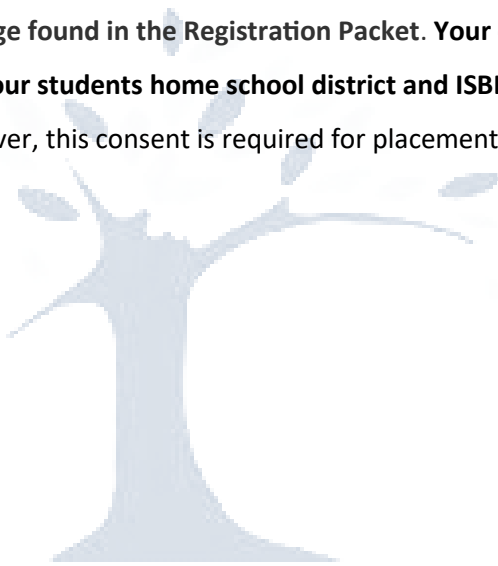 ge found in the Registration Packet. Your
our students home school district and ISB
ver, this consent is required for placement